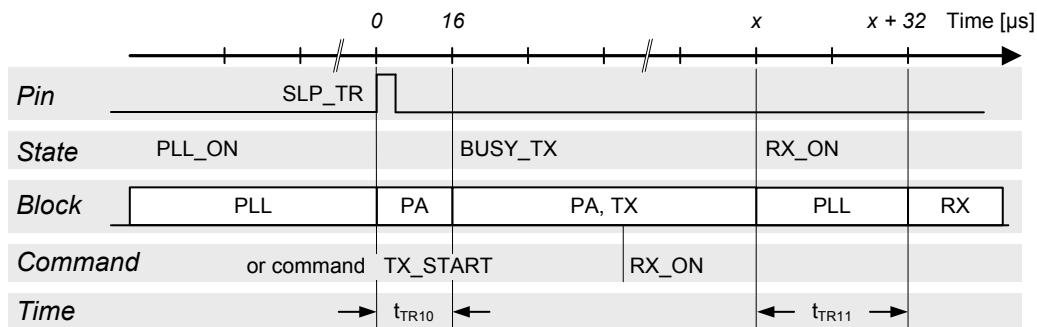 0 16 x x + 32 Time [µs]
Pin SLP_TR
State PLL_ON BUSY_TX RX_ON
Block PLL PA PA, TX PLL RX
Command or command TX_START RX_ON
Time tTR10 tTR11